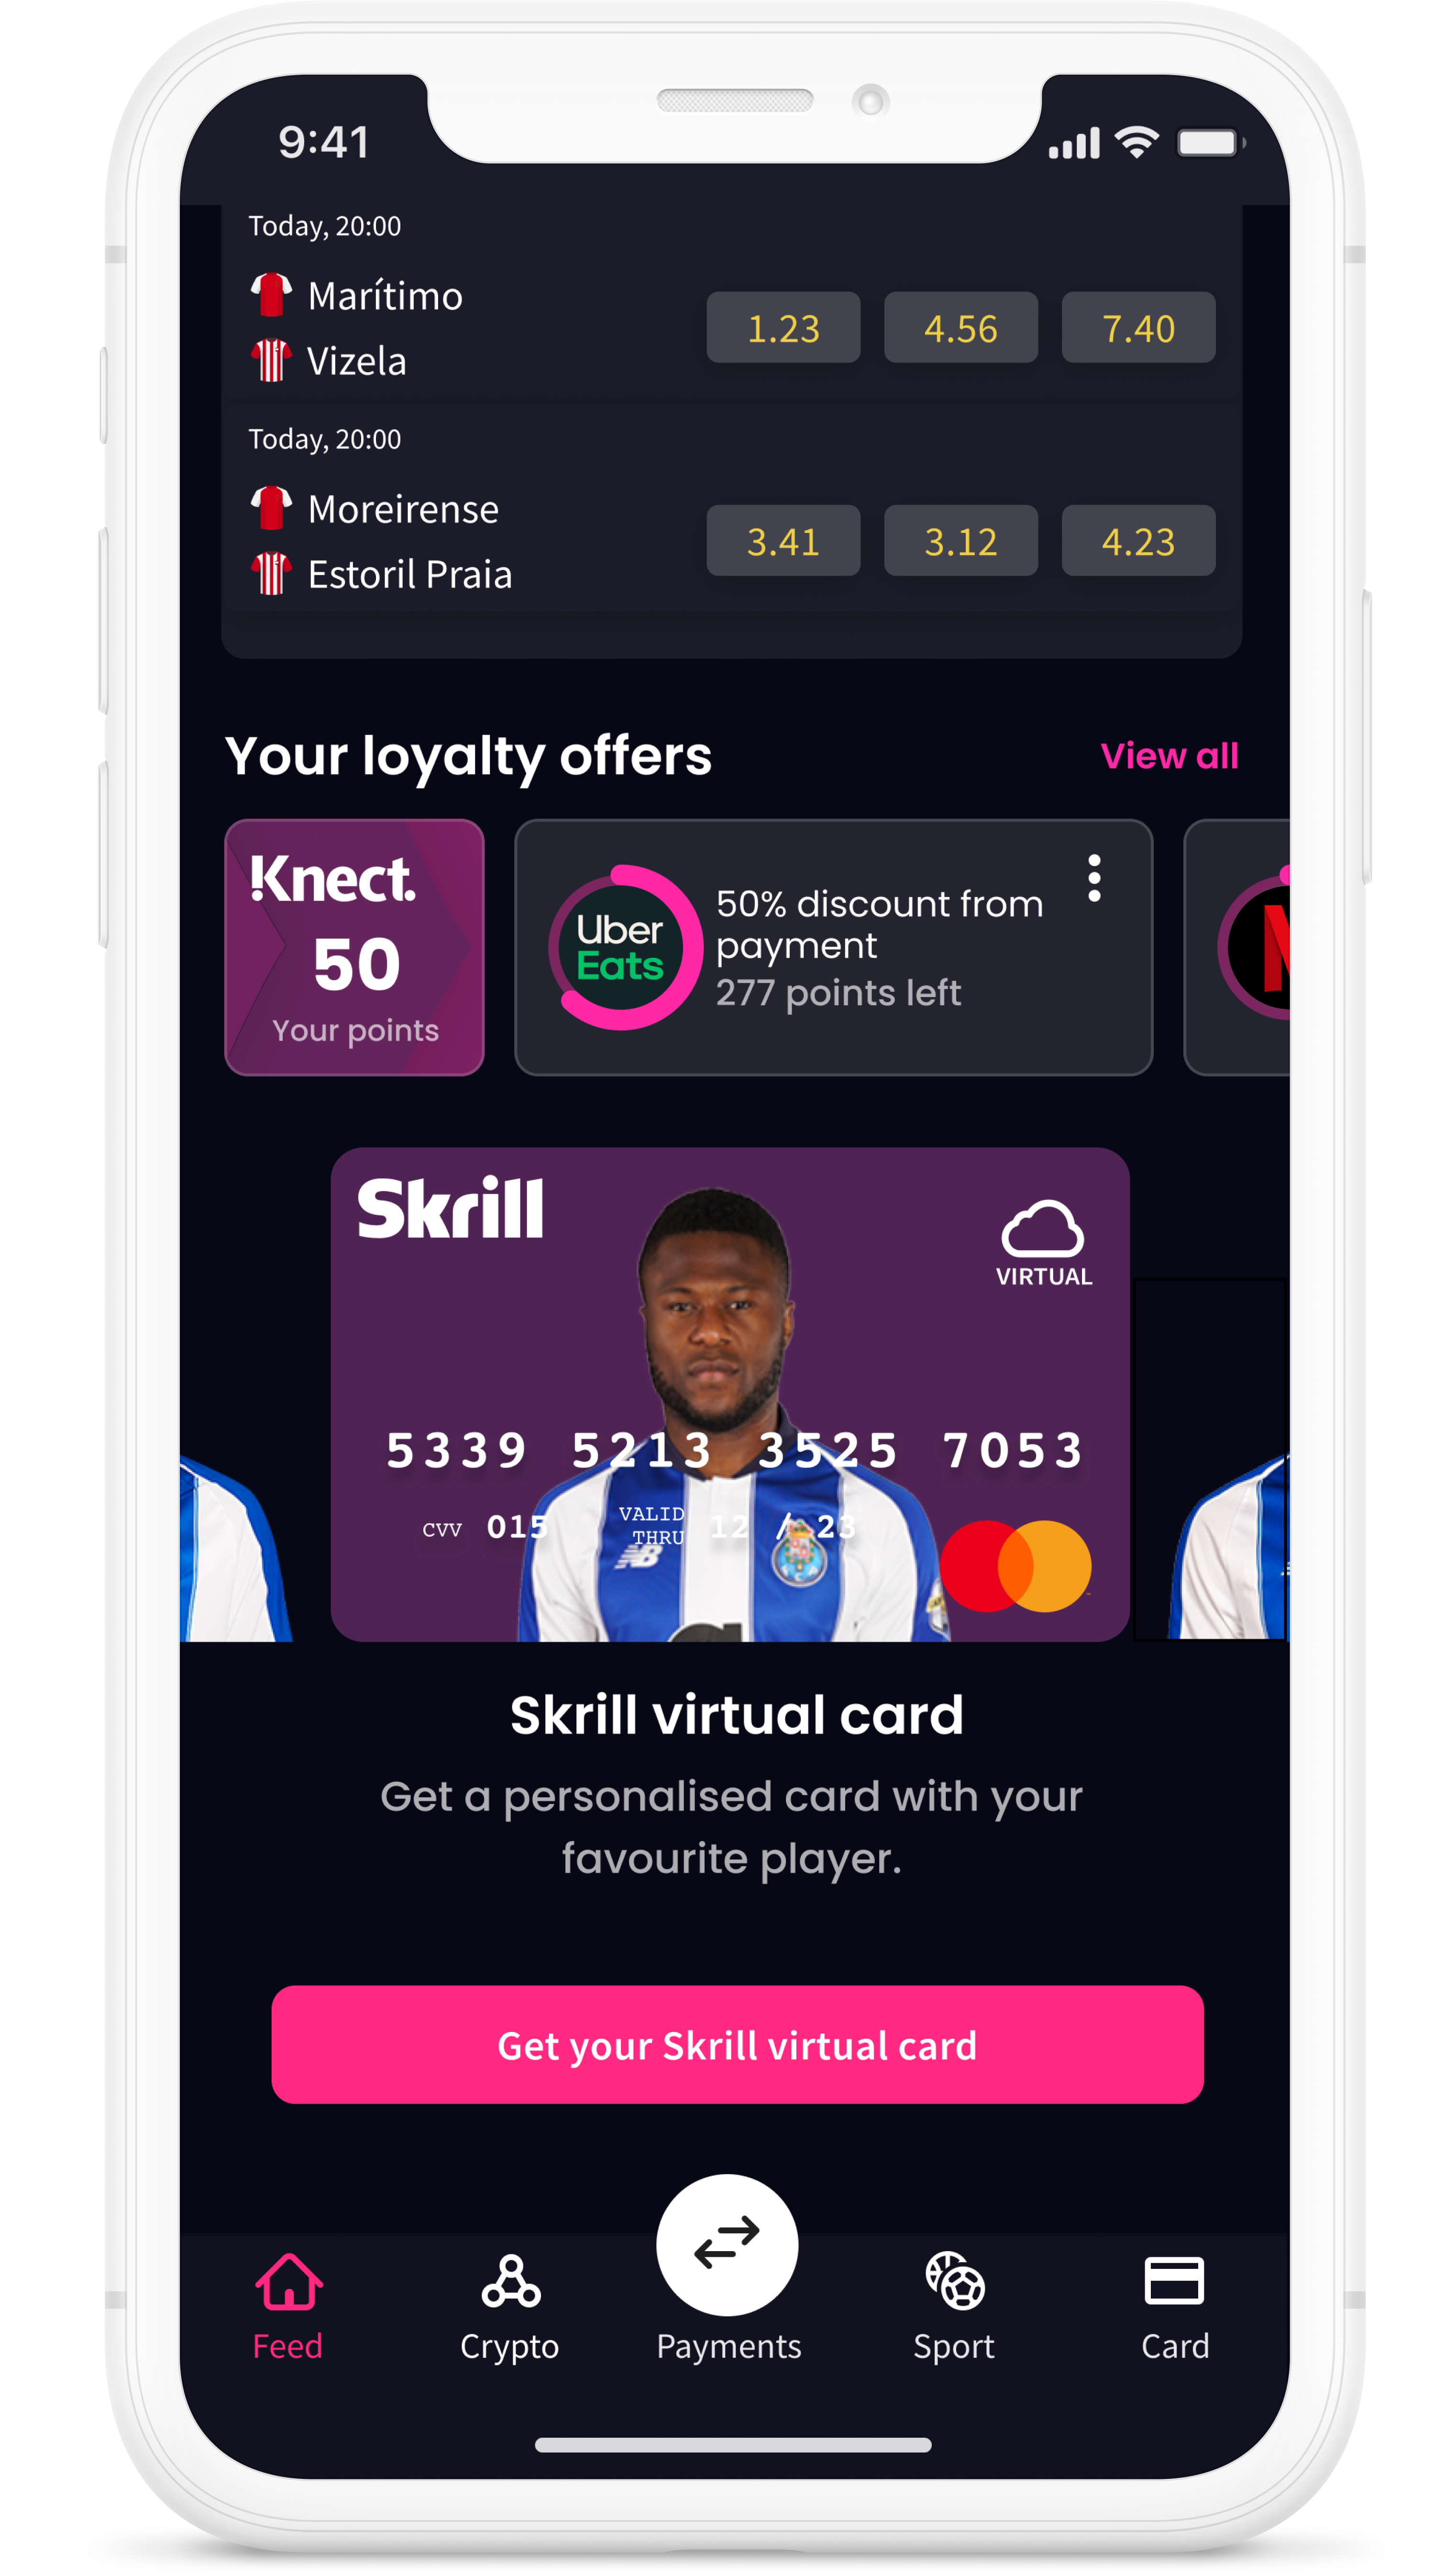 9:41
Today, 20:00
Marítimo
1.23 4.56 7.40
Vizela
Today, 20:00
Moreirense
3.41 3.12 4.23
Estoril Praia
Your loyalty offers
View all
Knect.
50
Your points
Uber
Eats
50% discount from
payment
277 points left
Skrill
VIRTUAL
5339 5213 3525 7053
CVV 015
VALID
THRU
12 / 23
Skrill virtual card
Get a personalised card with your
favourite player.
Get your Skrill virtual card
Feed
Crypto
Payments
Sport
Card